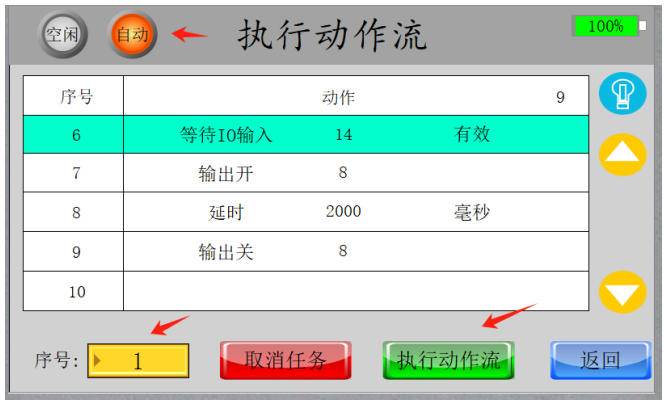 空闲 自动 执行动作流 100%
序号 动作 9
6 等待IO输入 14 有效
7 输出开 8
8 延时 2000 毫秒
9 输出关 8
10
序号: 1 取消任务 执行动作流 返回